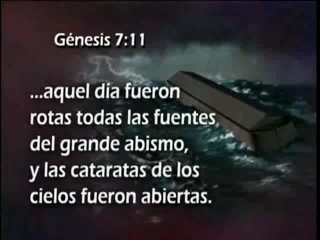 Génesis 7:11
...aquel día fueron
rotas todas las fuentes
del grande abismo,
y las cataratas de los
cielos fueron abiertas.